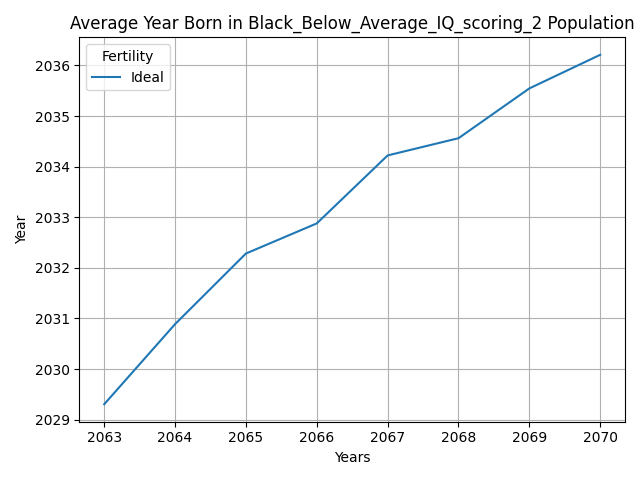 Average Year Born in Black_Below_Average_IQ_scoring_2 Population
Fertility
Ideal
2036
2035
2034
2033
2032
2031
2030
2029
Year
2063 2064 2065 2066 2067 2068 2069 2070
Years